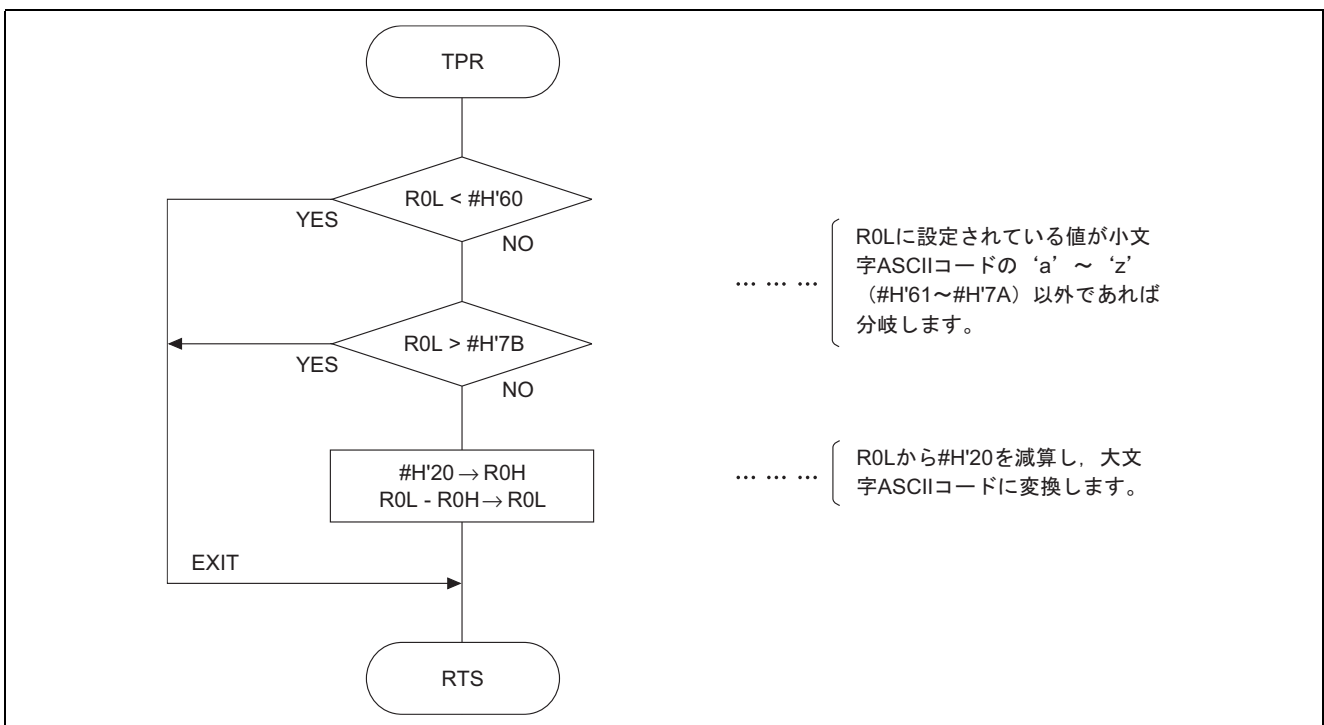 TPR
R0L < #H'60
YES
NO
R0L > #H'7B
YES
NO
#H'20 → R0H
R0L - R0H → R0L
EXIT
RTS
… … …
R0Lに設定されている値が小文
字ASCIIコードの‘a’～‘z’
（#H'61～#H'7A）以外であれば
分岐します。
… … …
R0Lから#H'20を減算し，大文
字ASCIIコードに変換します。